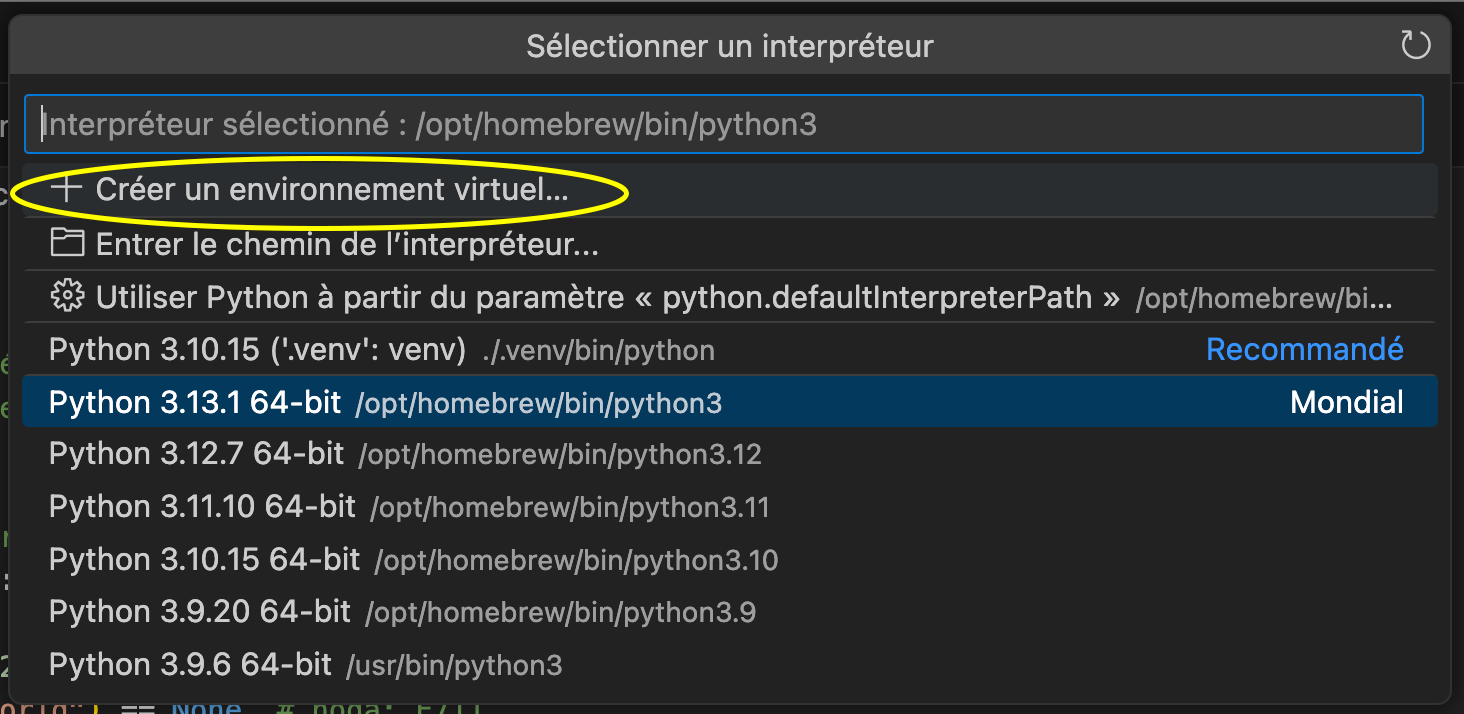 Sélectionner un interpréteur
Interpréteur sélectionné : /opt/homebrew/bin/python3
Créer un environnement virtuel...
Entrer le chemin de l’interpréteur...
Utiliser Python à partir du paramètre « python.defaultInterpreterPath » /opt/homebrew/bi...
Python 3.10.15 ('.venv': venv) ./.venv/bin/python Recommandé
Python 3.13.1 64-bit /opt/homebrew/bin/python3 Mondial
Python 3.12.7 64-bit /opt/homebrew/bin/python3.12
Python 3.11.10 64-bit /opt/homebrew/bin/python3.11
Python 3.10.15 64-bit /opt/homebrew/bin/python3.10
Python 3.9.20 64-bit /opt/homebrew/bin/python3.9
Python 3.9.6 64-bit /usr/bin/python3
== None #